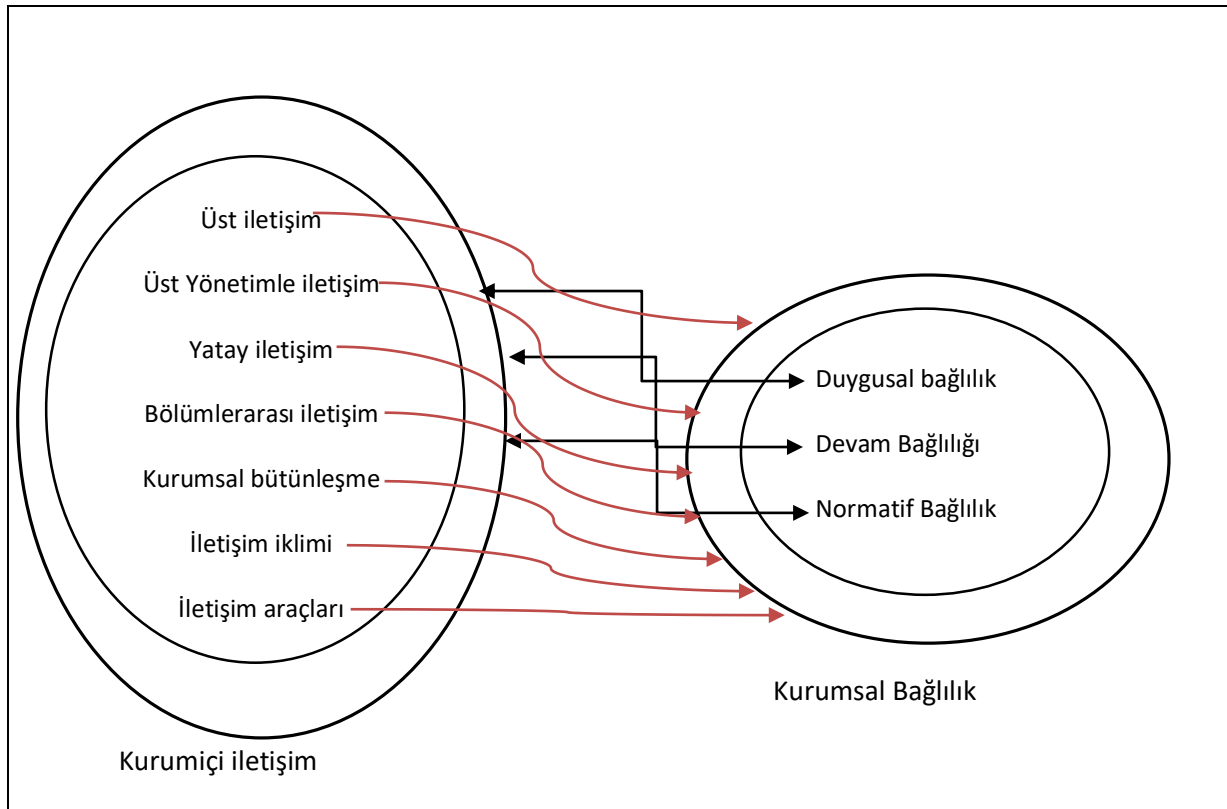 Üst iletişim
Üst Yönetimle iletişim
Yatay iletişim
Bölümlerarası iletişim
Kurumsal bütünleşme
İletişim iklimi
İletişim araçları
Kurumiçi iletişim
Duygusal bağlılık
Devam Bağlılığı
Normatif Bağlılık
Kurumsal Bağlılık